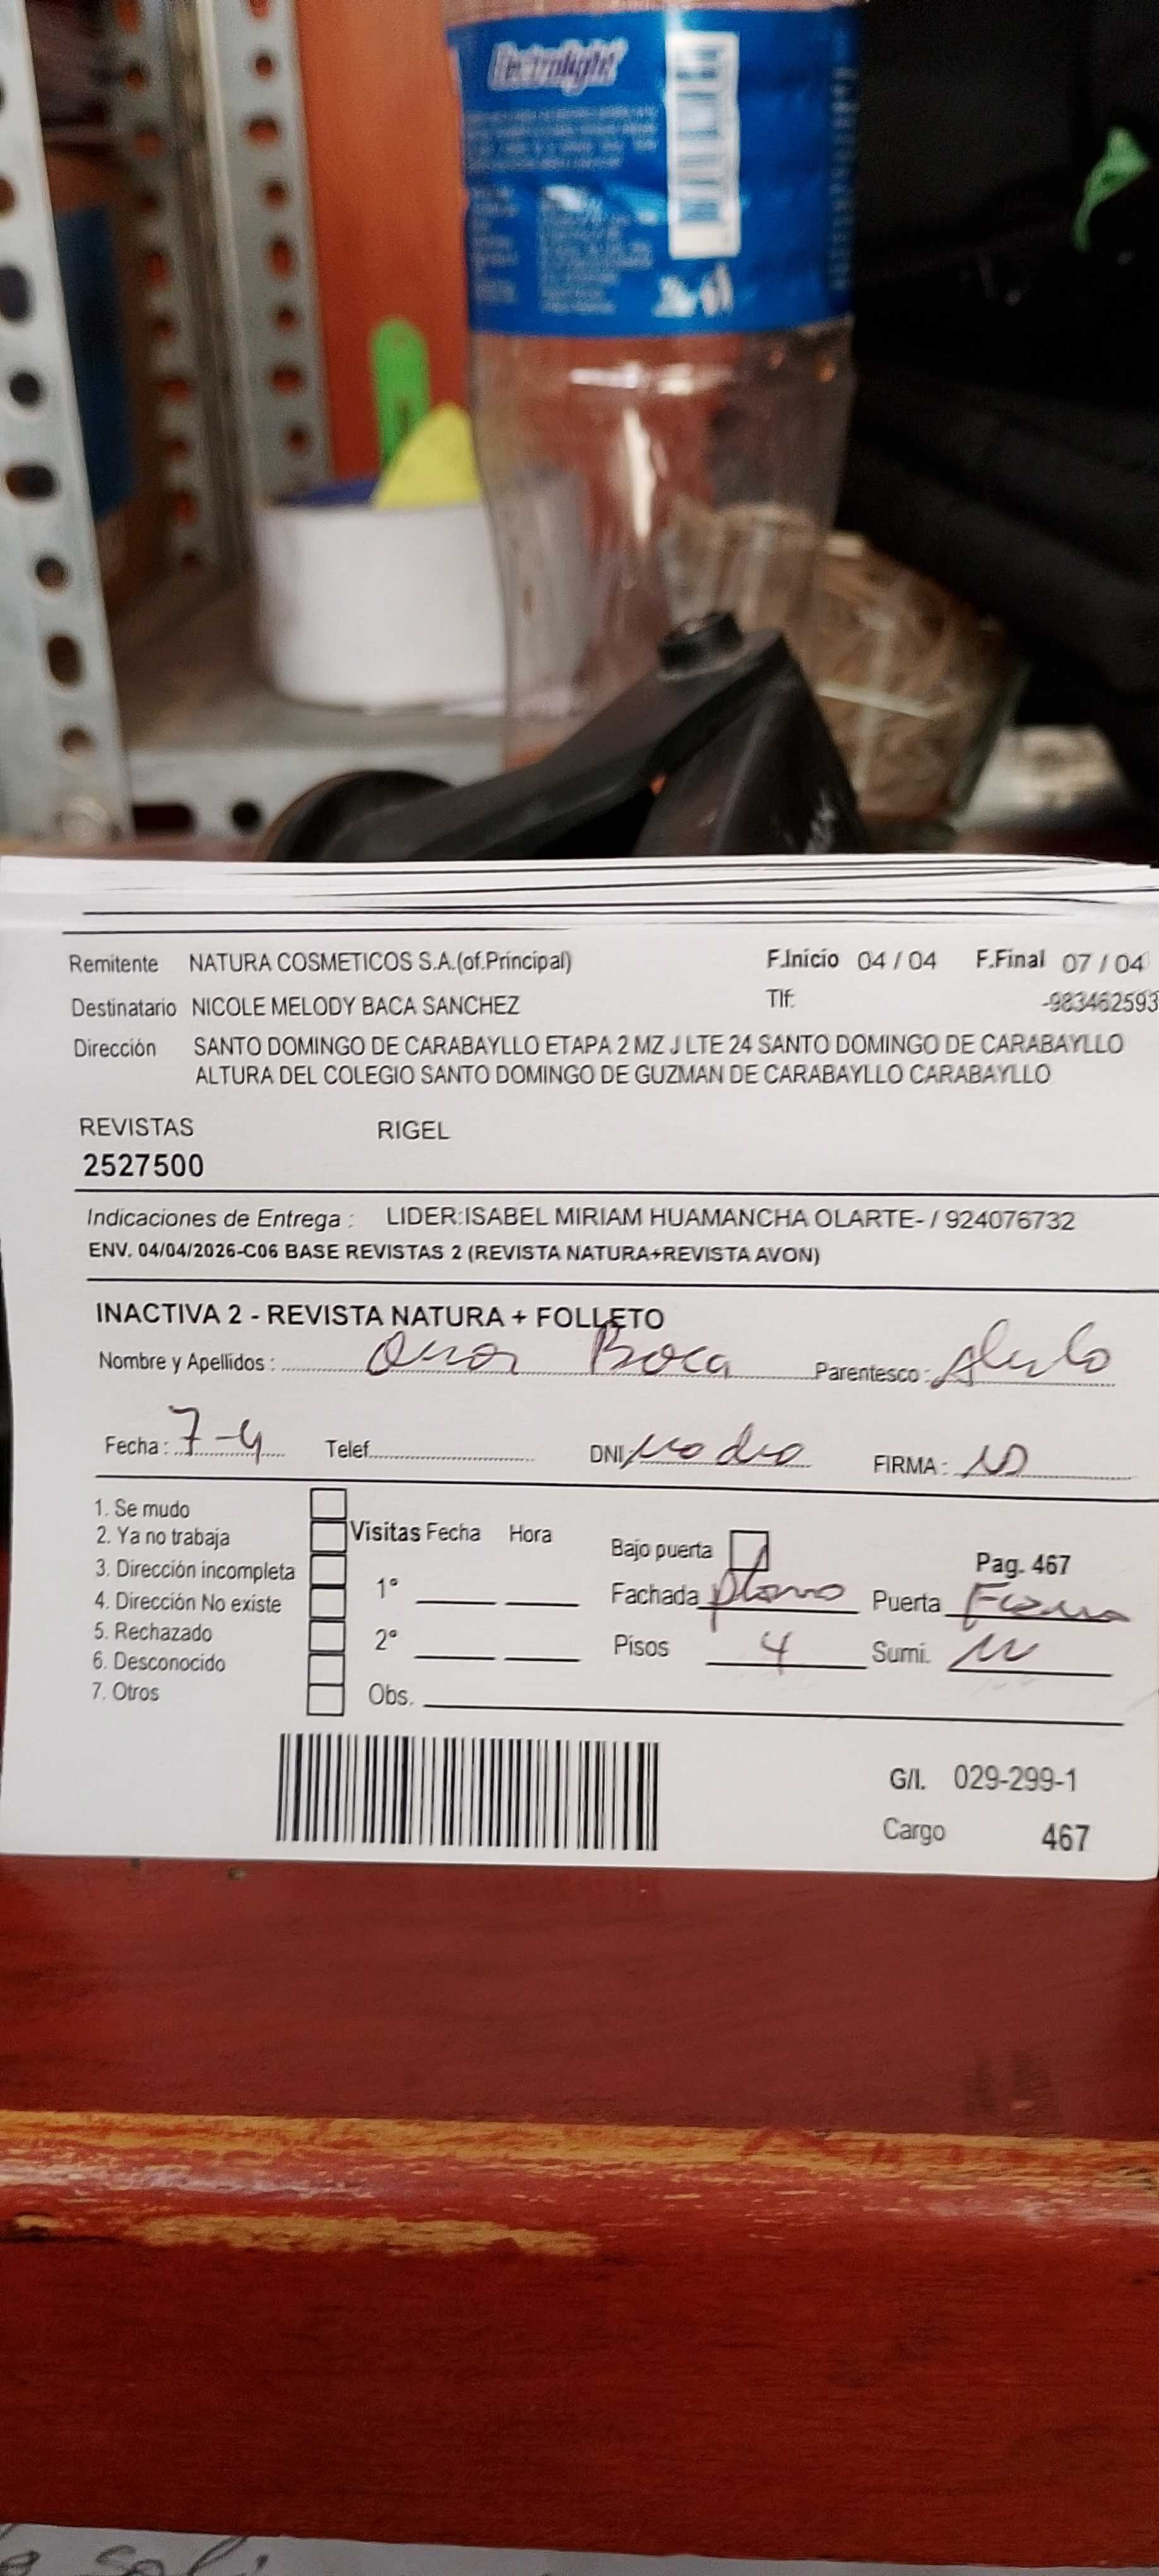 Electrolight
Remitente NATURA COSMETICOS S.A.(of.Principal) F.Inicio 04 / 04 F.Final 07 / 04
Destinatario NICOLE MELODY BACA SANCHEZ Tlf: -983462593
Dirección SANTO DOMINGO DE CARABAYLLO ETAPA 2 MZ J LTE 24 SANTO DOMINGO DE CARABAYLLO
ALTURA DEL COLEGIO SANTO DOMINGO DE GUZMAN DE CARABAYLLO CARABAYLLO
REVISTAS RIGEL
2527500
Indicaciones de Entrega : LIDER:ISABEL MIRIAM HUAMANCHA OLARTE- / 924076732
ENV. 04/04/2026-C06 BASE REVISTAS 2 (REVISTA NATURA+REVISTA AVON)
INACTIVA 2 - REVISTA NATURA + FOLLETO
Nombre y Apellidos : Baca Parentesco :
Fecha : 7-4 Telef. DNI FIRMA :
1. Se mudo
2. Ya no trabaja Visitas Fecha Hora Bajo puerta Pag. 467
3. Dirección incompleta 1° Fachada Puerta
4. Dirección No existe
5. Rechazado 2° Pisos 4 Sumi.
6. Desconocido
7. Otros Obs.
G/I. 029-299-1
Cargo 467